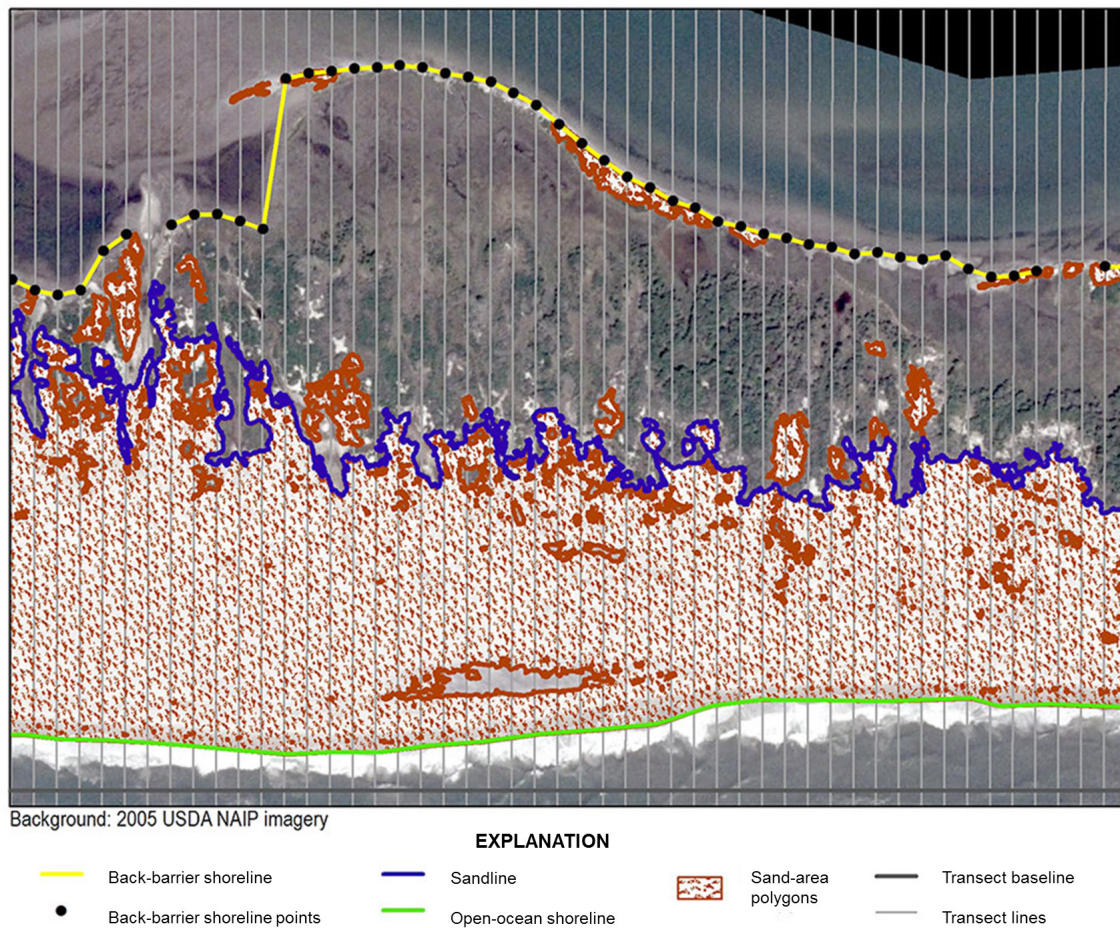 Background: 2005 USDA NAIP imagery
EXPLANATION
Back-barrier shoreline
Back-barrier shoreline points
Sandline
Open-ocean shoreline
Sand-area
polygons
Transect baseline
Transect lines